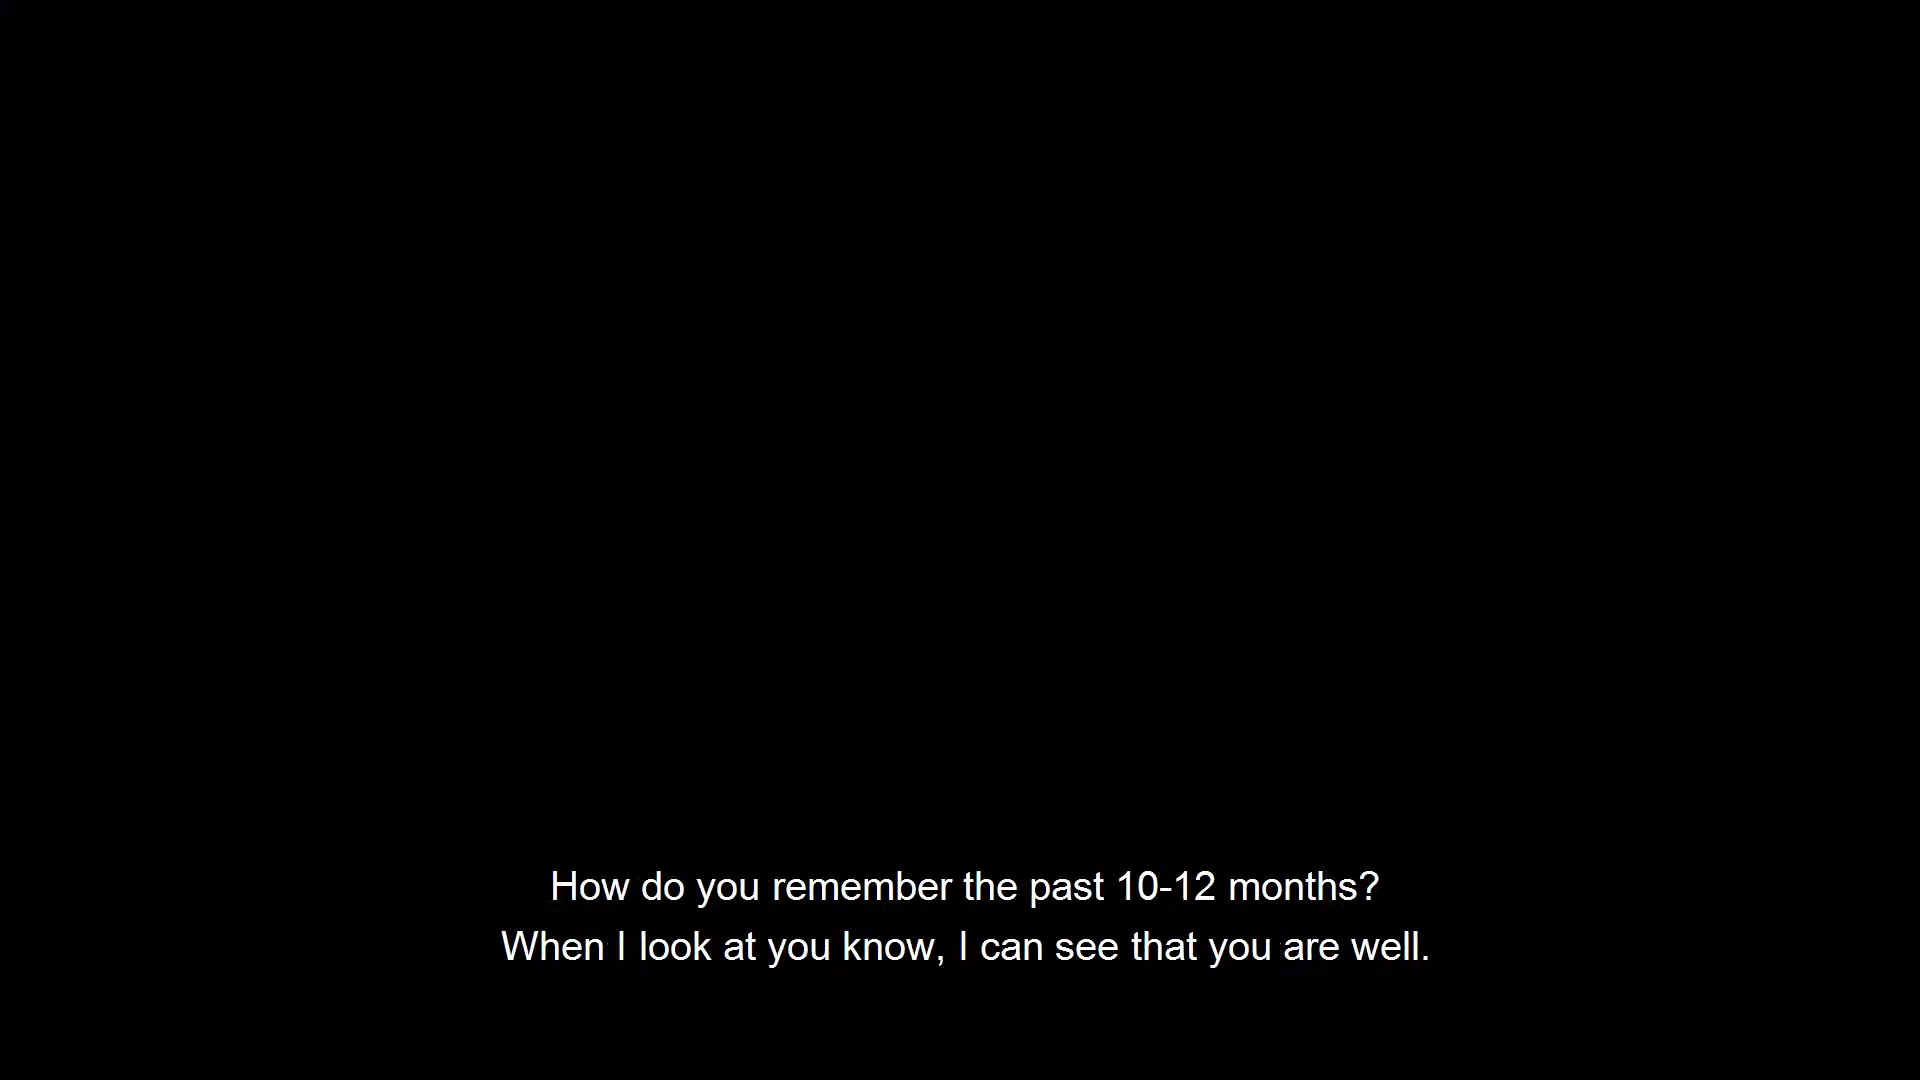 How do you remember the past 10-12 months?
When I look at you know, I can see that you are well.